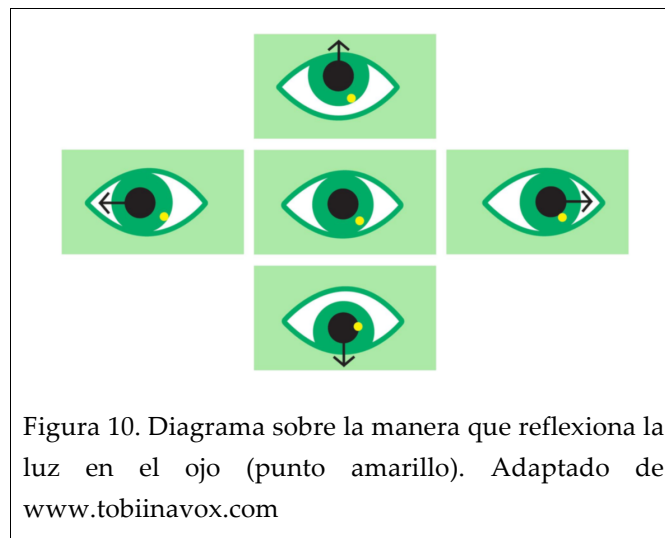 Figura 10. Diagrama sobre la manera que reflexiona la
luz en el ojo (punto amarillo). Adaptado de
www.tobiinavox.com